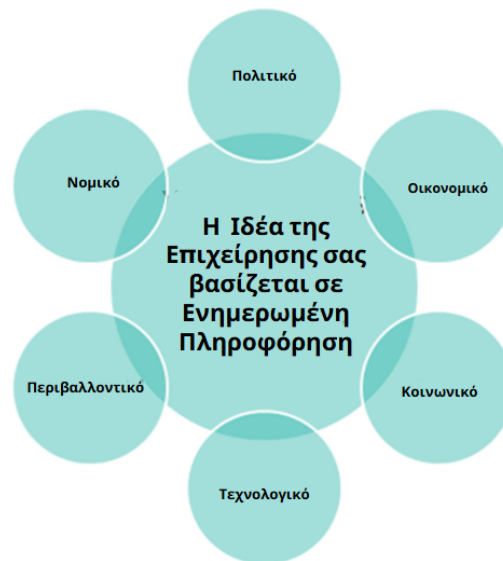 Πολιτικό
Νομικό
Οικονομικό
Η Ιδέα της
Επιχείρησης σας
βασίζεται σε
Ενημερωμένη
Πληροφόρηση
Περιβαλλοντικό
Κοινωνικό
Τεχνολογικό